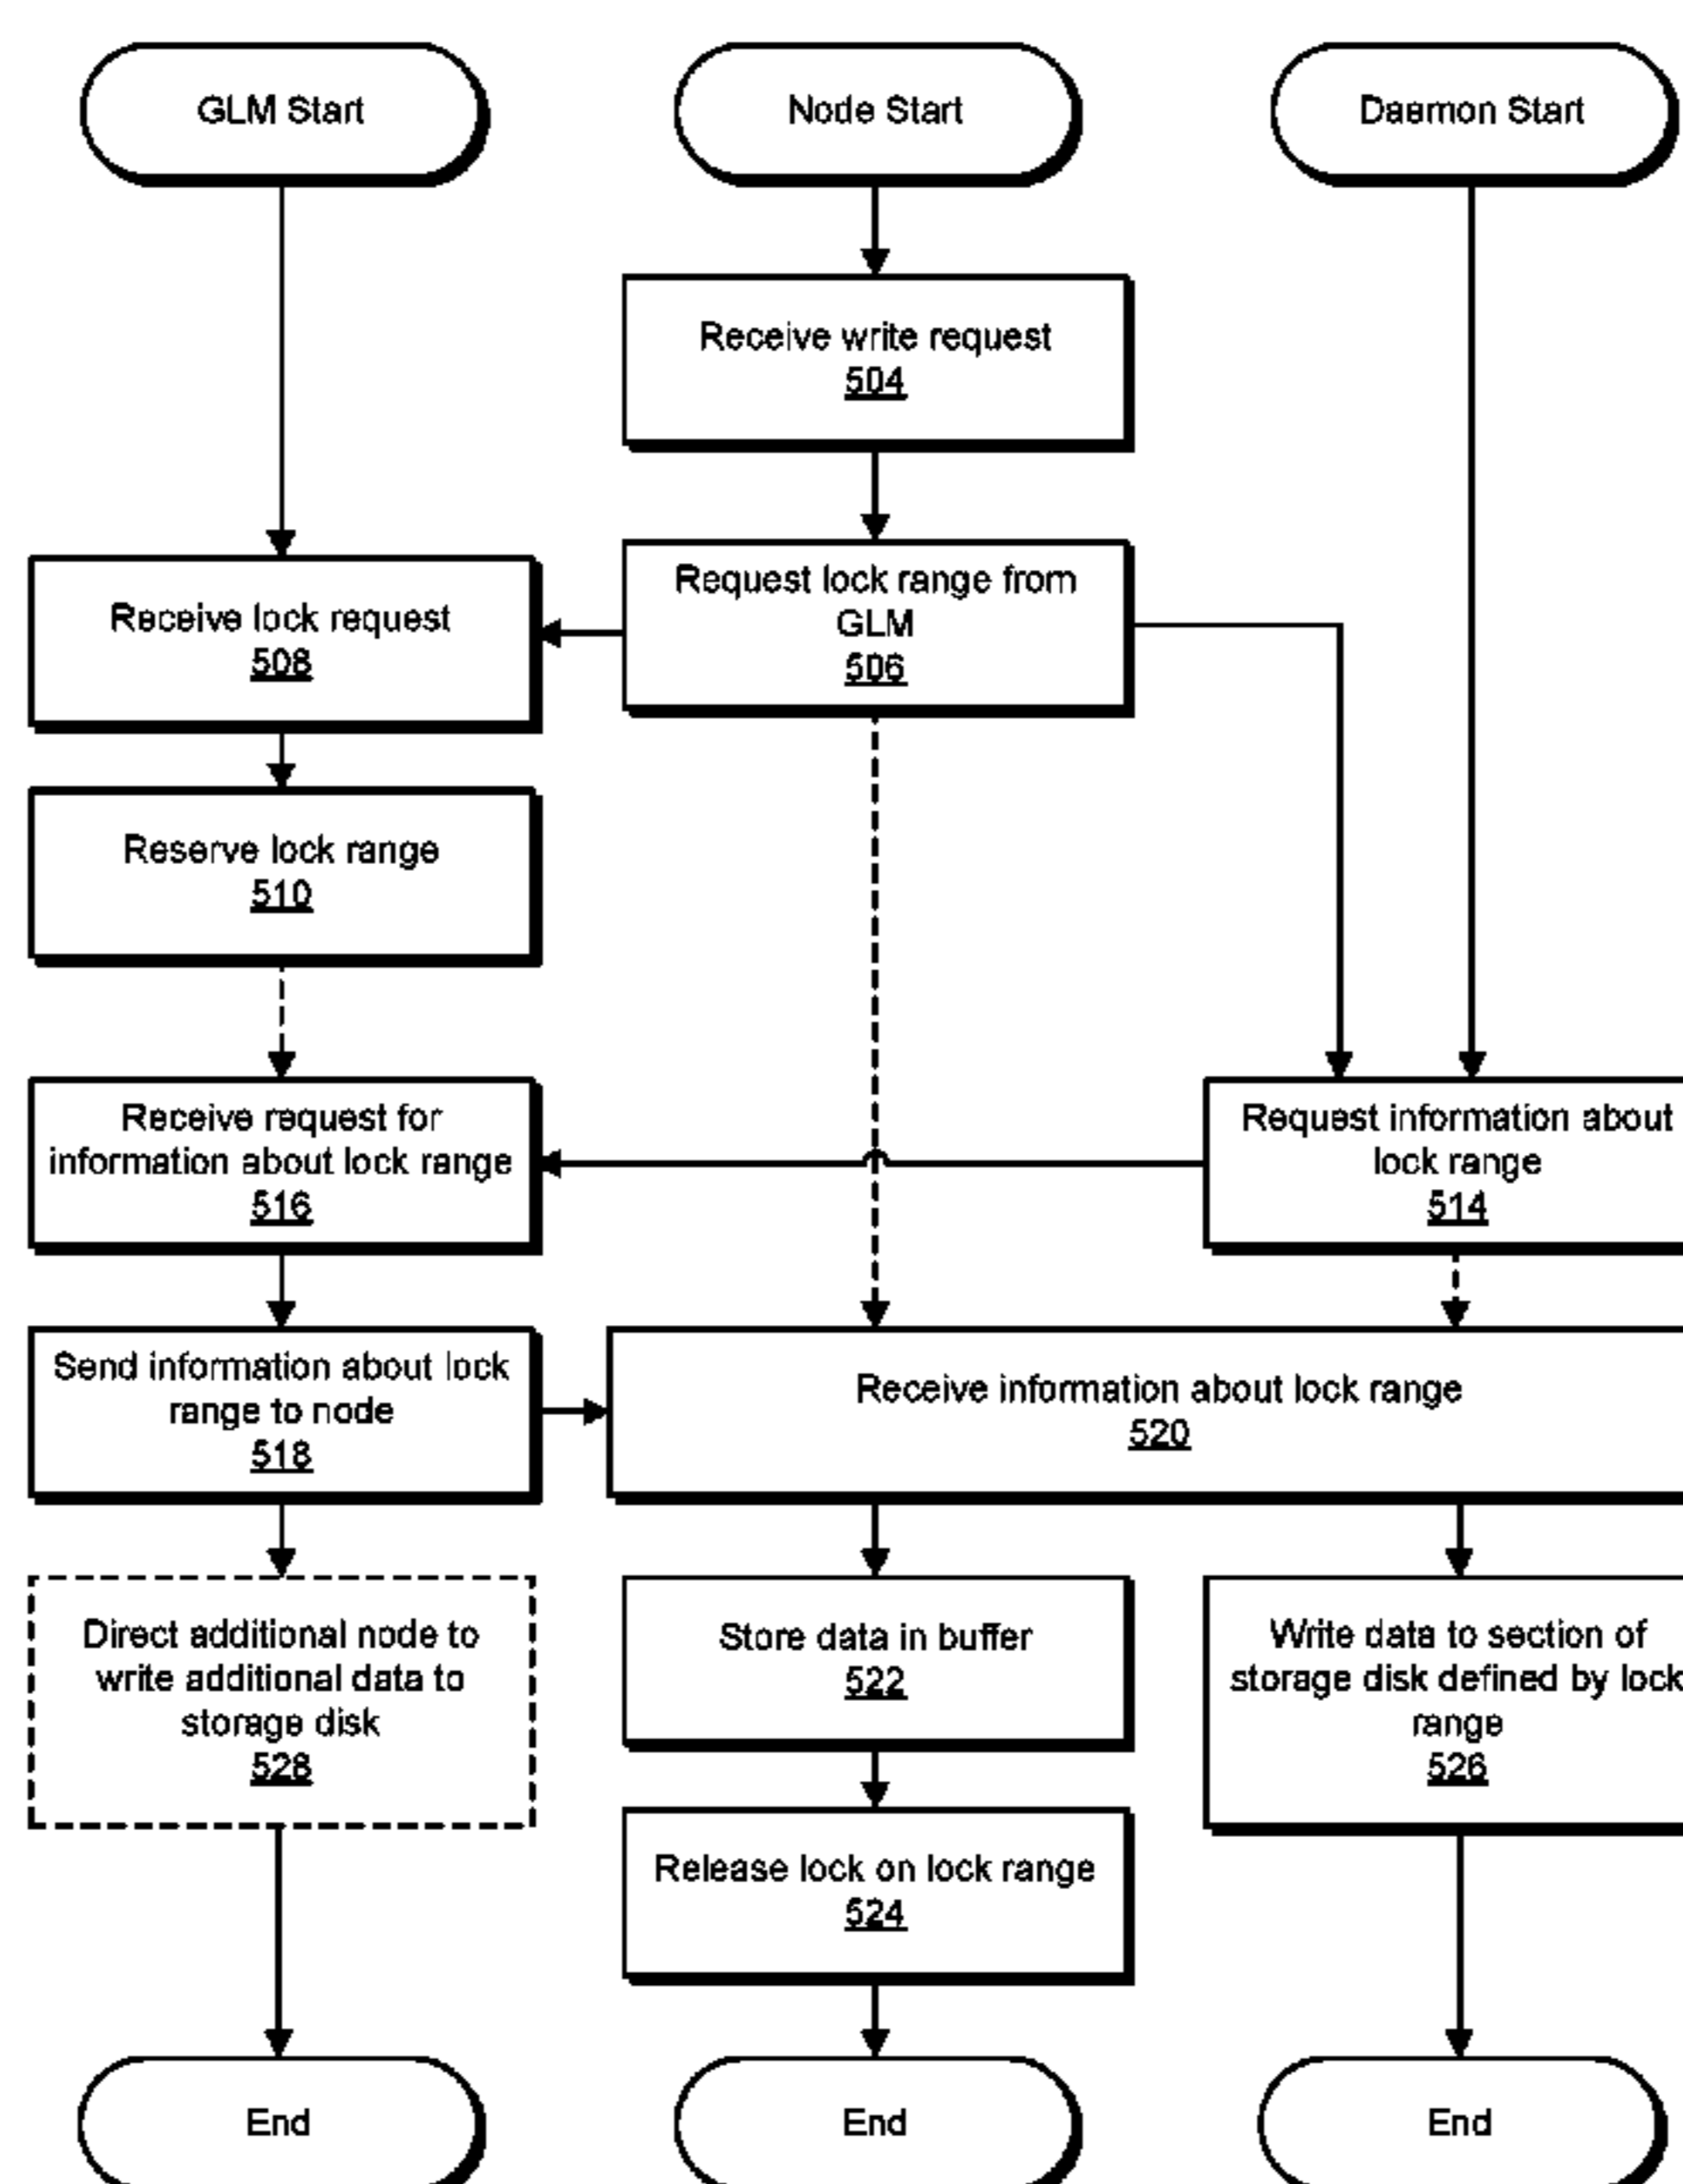 GLM Start
Node Start
Daemon Start
Receive write request
504
Request lock range from
GLM
506
Receive lock request
508
Reserve lock range
510
Receive request for
information about lock range
516
Request information about
lock range
514
Send information about lock
range to node
518
Receive information about lock range
520
Direct additional node to
write additional data to
storage disk
528
Store data in buffer
522
Write data to section of
storage disk defined by lock
range
526
Release lock on lock range
524
End
End
End